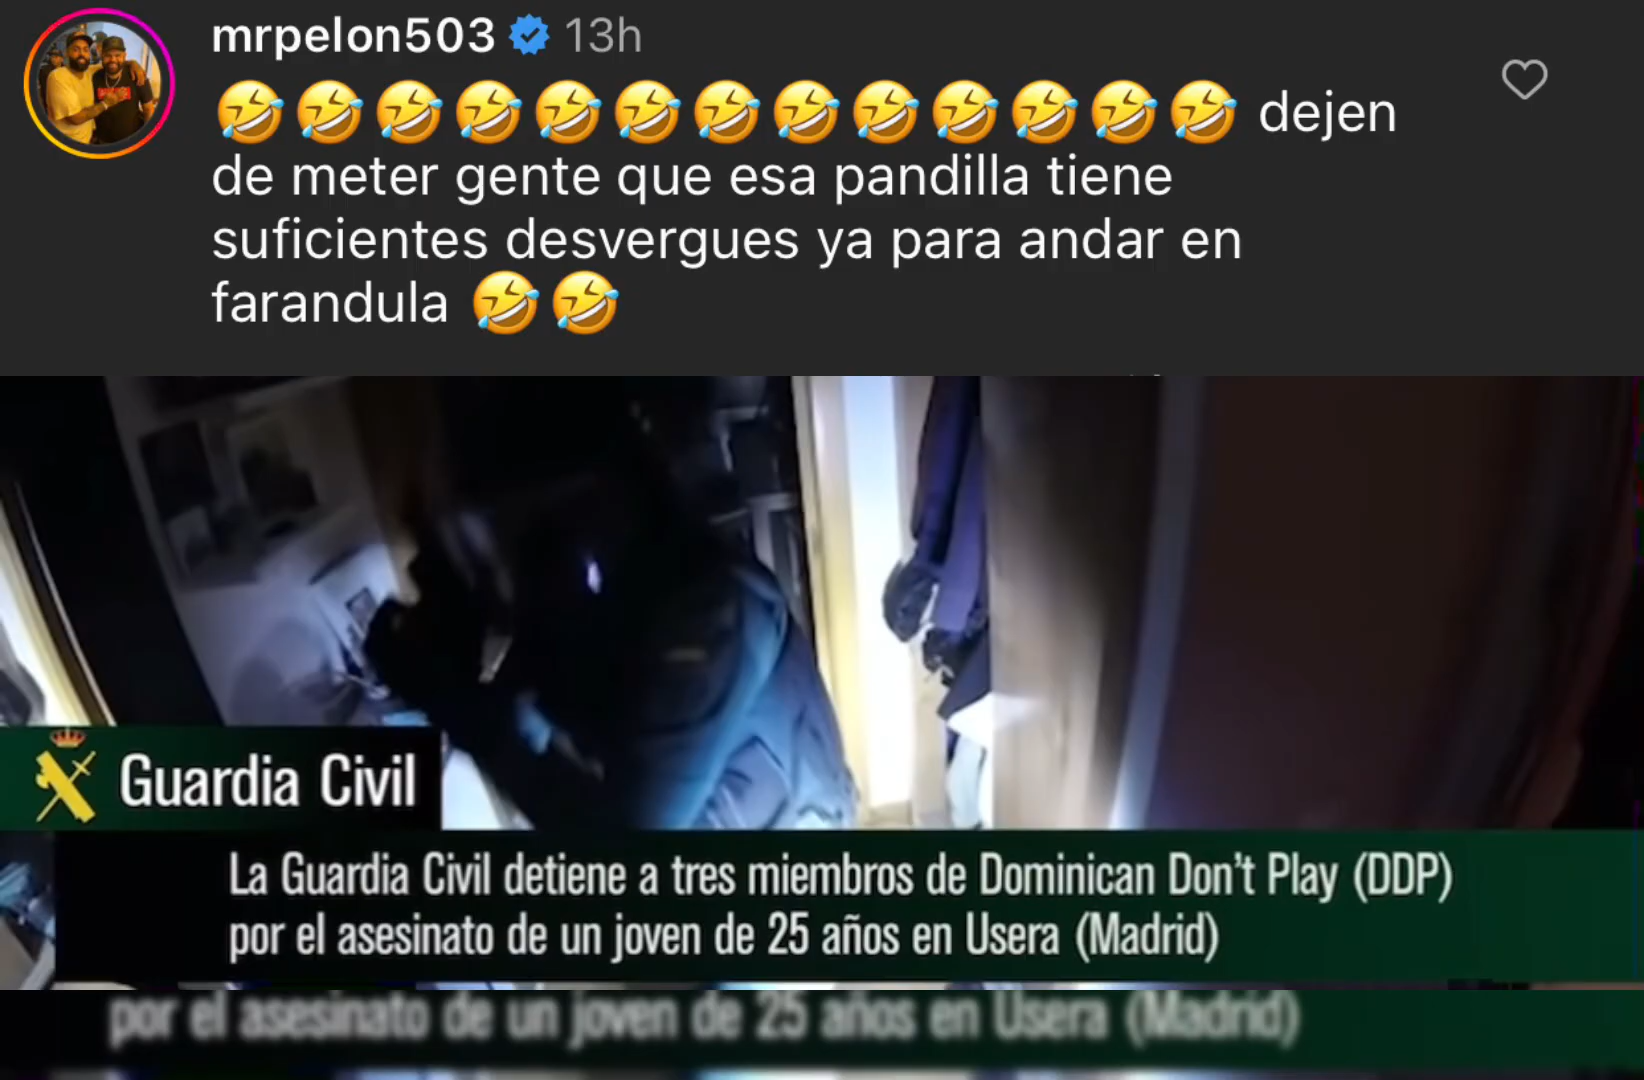 mrpelon503 13h
🤣🤣🤣🤣🤣🤣🤣🤣🤣🤣🤣🤣🤣 dejen
de meter gente que esa pandilla tiene
suficientes desvergues ya para andar en
farandula 🤣🤣
Guardia Civil
La Guardia Civil detiene a tres miembros de Dominican Don't Play (DDP)
por el asesinato de un joven de 25 años en Usera (Madrid)
por el asesinato de un joven de 25 años en Usera (Madrid)